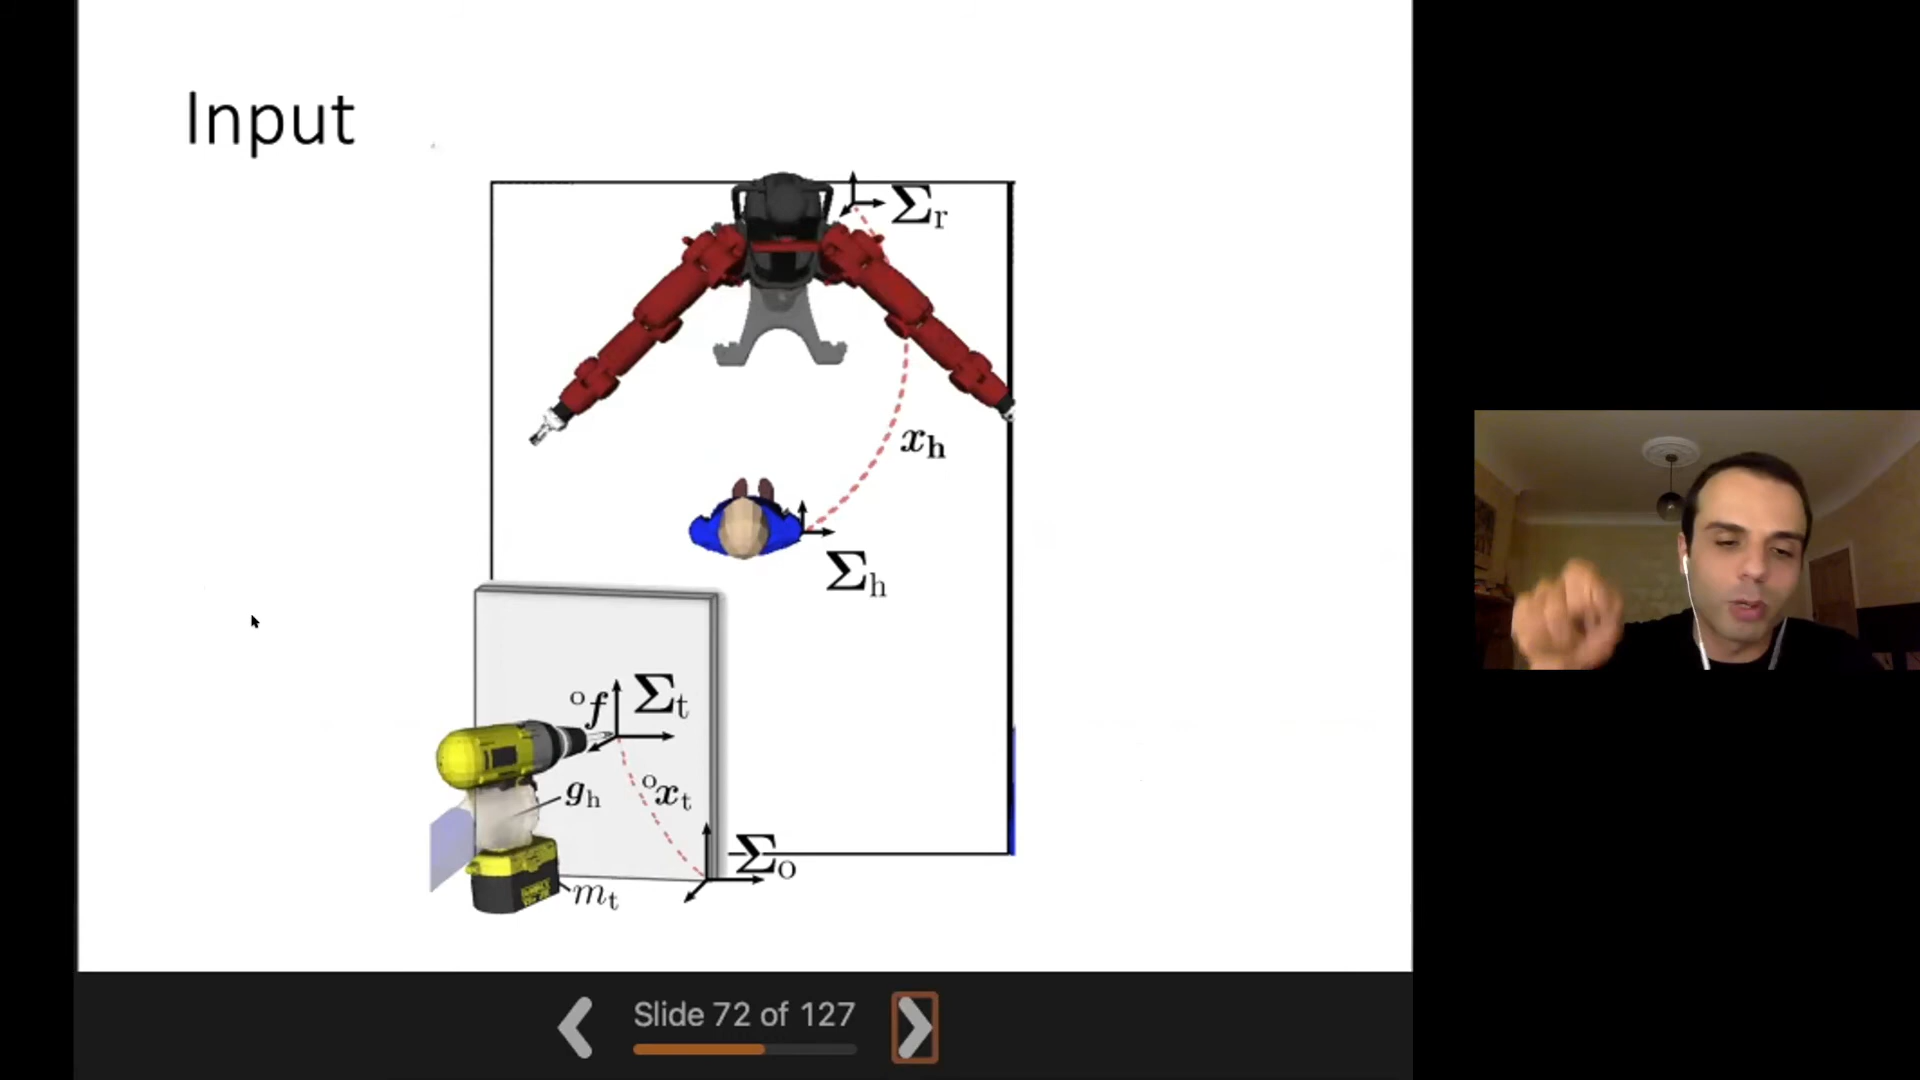 Input
Σr
xh
Σh
ᴼf Σt
gh
ᴼxt
Σo
mt
Slide 72 of 127